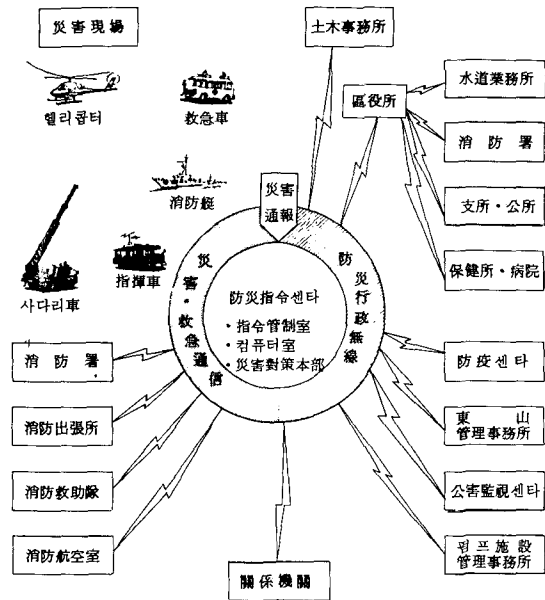 災害現場
土木事務所
헬리콥터
救急車
區役所
水道業務所
消防署
支所・公所
保健所・病院
消防艇
災害
通報
사다리車
指揮車
災害・救急通信
防災行政無線
防災指令센타
・指令管制室
・컴퓨터室
・災害對策本部
消防署
消防出張所
消防救助隊
消防航空室
關係機關
防疫센타
東山
管理事務所
公害監視센타
펌프施設
管理事務所